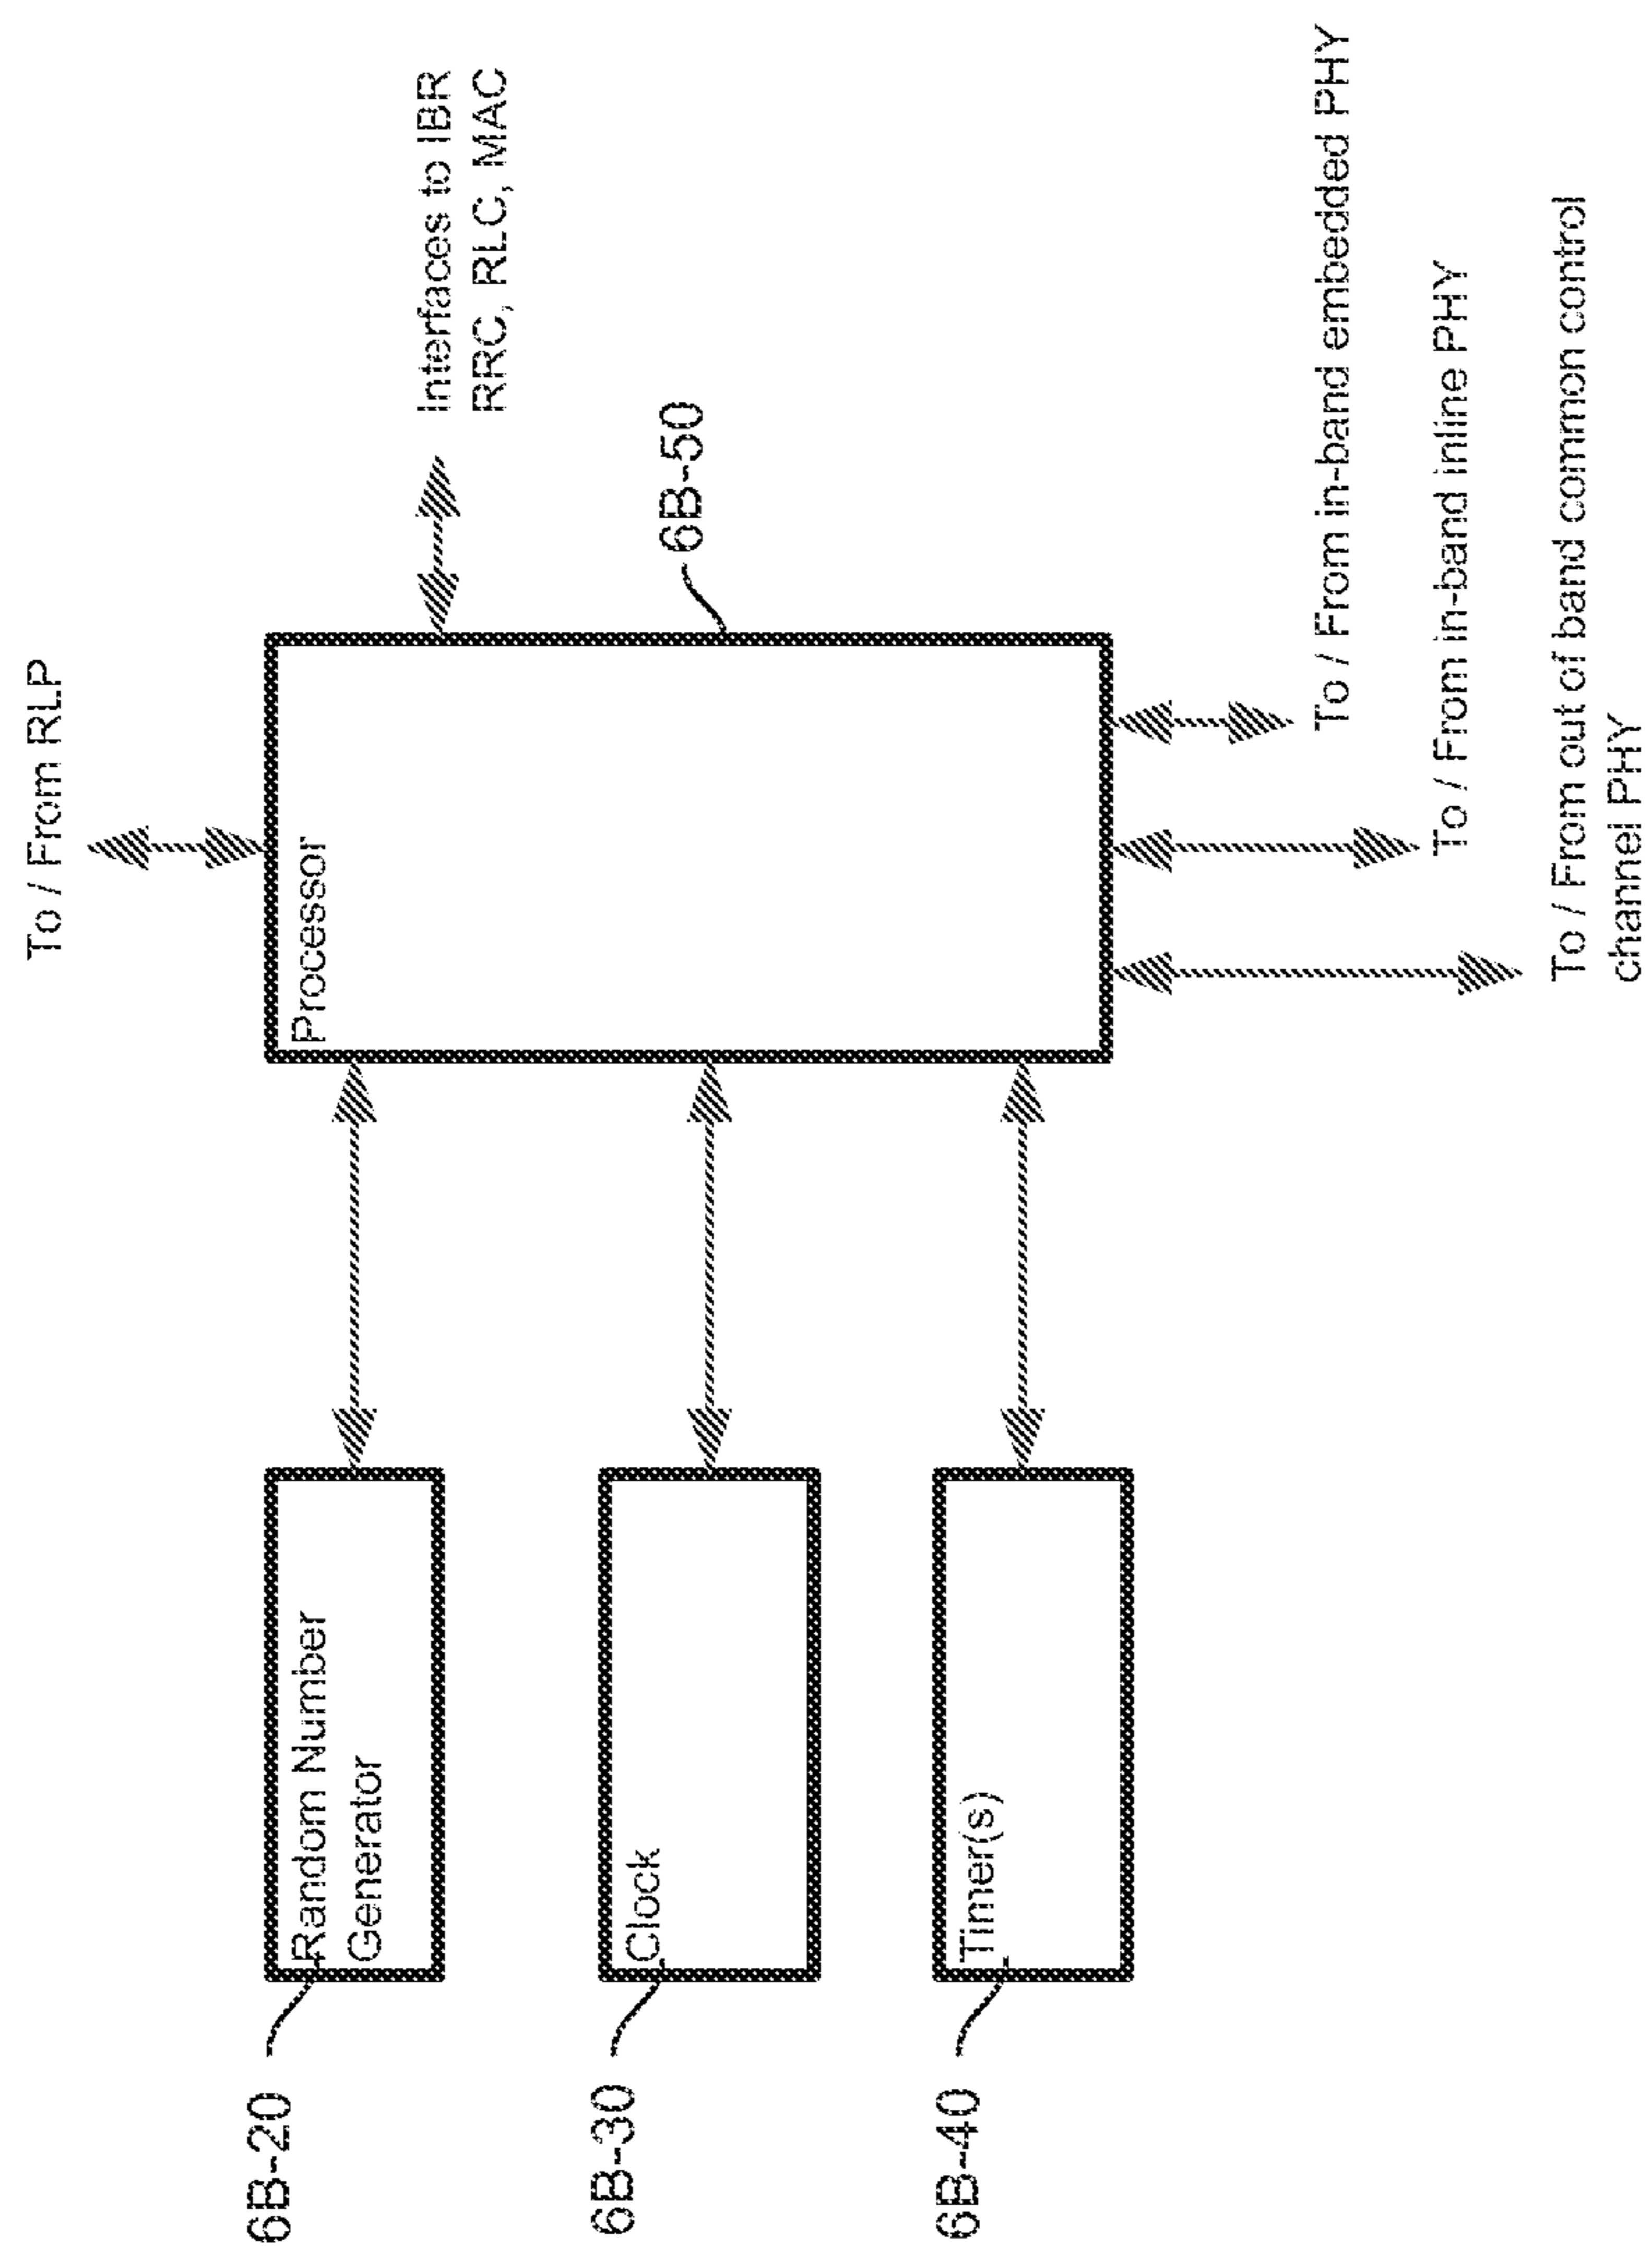 To / From RLP
Interfaces to IBR
RRC, RLC, MAC
6B-20
Random Number
Generator
Processor
6B-50
6B-30
Clock
6B-40
Timer(s)
To / From in-band embedded PHY
To / From in-band inline PHY
To / From out of band common control
channel PHY